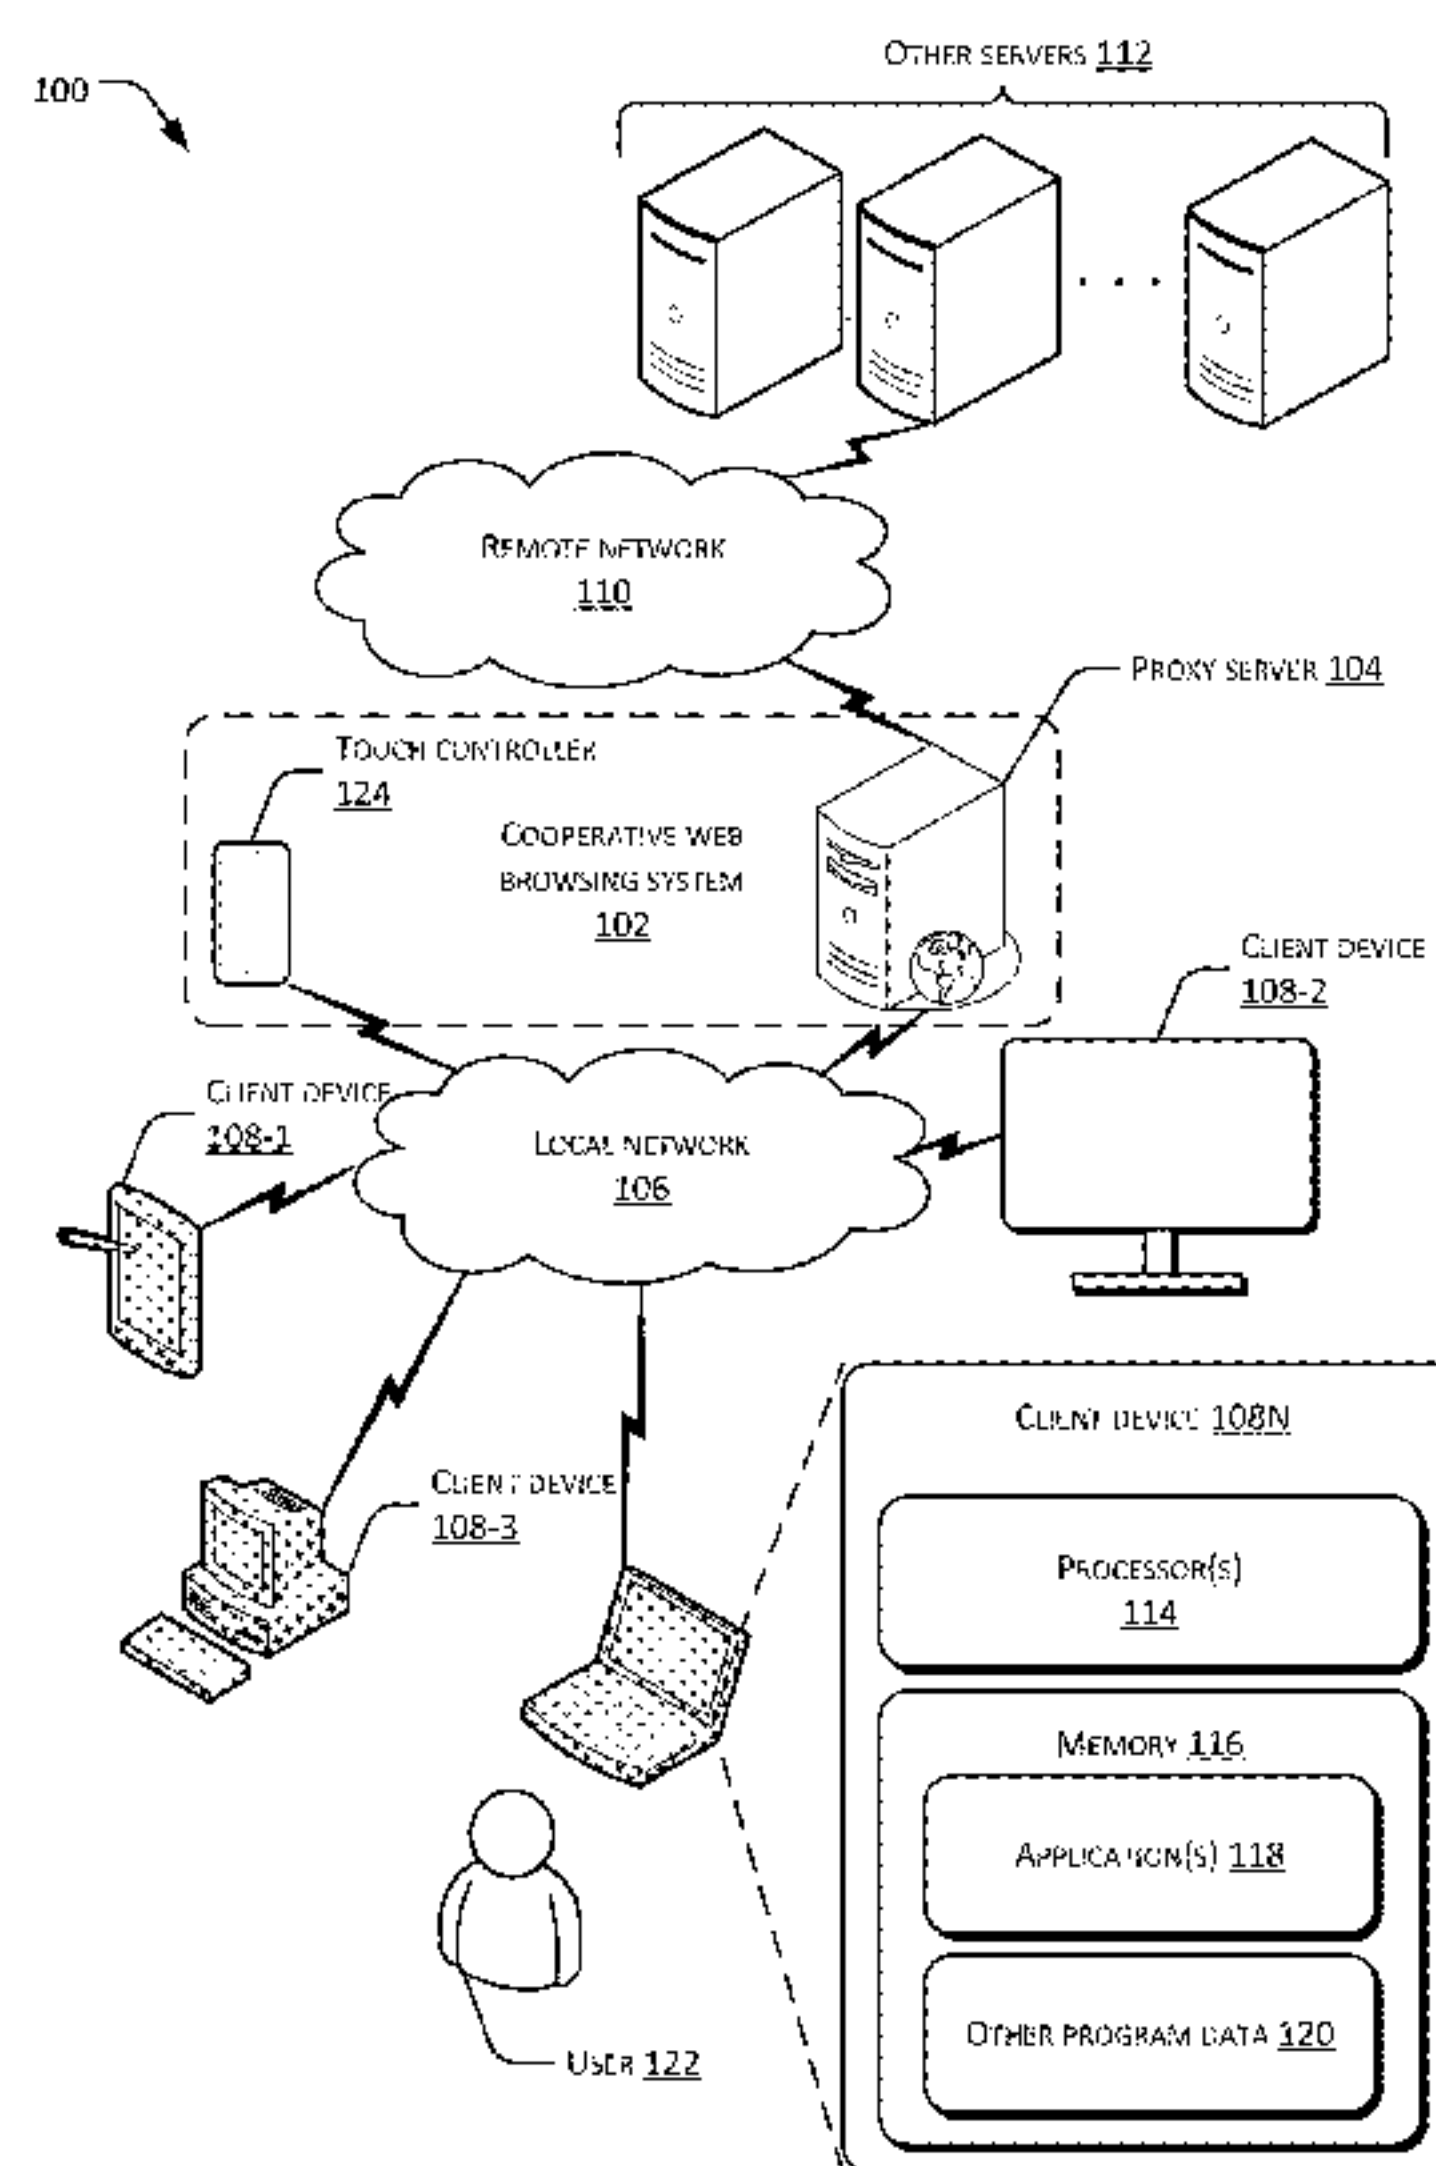 OTHER SERVERS 112
100
REMOTE NETWORK
110
PROXY SERVER 104
TOUCH CONTROLLER
124
COOPERATIVE WEB
BROWSING SYSTEM
102
CLIENT DEVICE
108-2
CLIENT DEVICE
108-1
LOCAL NETWORK
106
CLIENT DEVICE 108N
CLIENT DEVICE
108-3
PROCESSOR(S)
114
MEMORY 116
APPLICATION(S) 118
OTHER PROGRAM DATA 120
USER 122